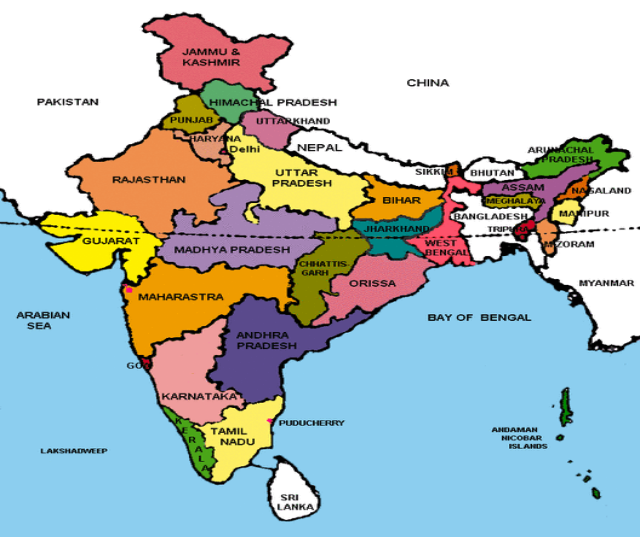 JAMMU &
KASHMIR
CHINA
PAKISTAN
HIMACHAL PRADESH
PUNJAB
UTTARKHAND
HARYANA
Delhi
NEPAL
ARUNACHAL
PRADESH
SIKKIM
BHUTAN
RAJASTHAN
UTTAR
PRADESH
ASSAM
NAGALAND
BIHAR
MEGHALAYA
BANGLADESH
MANIPUR
JHARKHAND
TRIPURA
GUJARAT
MADHYA PRADESH
WEST
BENGAL
MIZORAM
CHHATTIS-
GARH
ORISSA
MYANMAR
MAHARASTRA
ARABIAN
SEA
BAY OF BENGAL
ANDHRA
PRADESH
GOA
KARNATAKA
KERALA
TAMIL
NADU
PUDUCHERRY
ANDAMAN
NICOBAR
ISLANDS
LAKSHADWEEP
SRI
LANKA